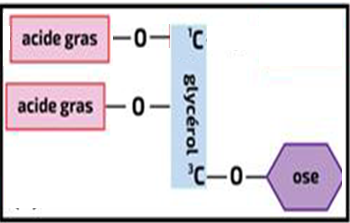 acide gras — O — ¹C
acide gras — O —
glycérol
³C — O — ose